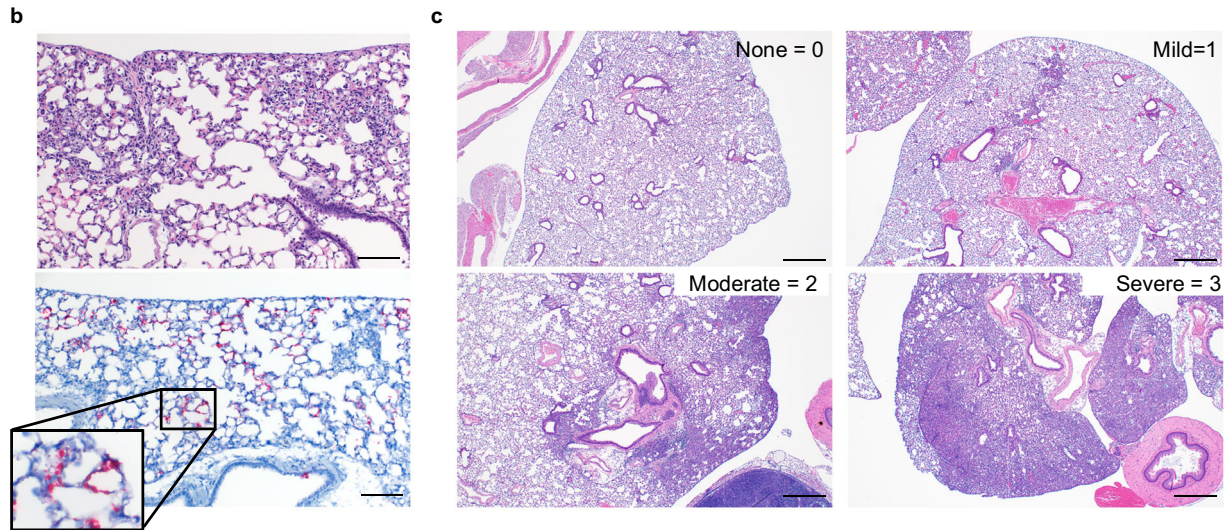 b
c
None = 0
Mild=1
Moderate = 2
Severe = 3